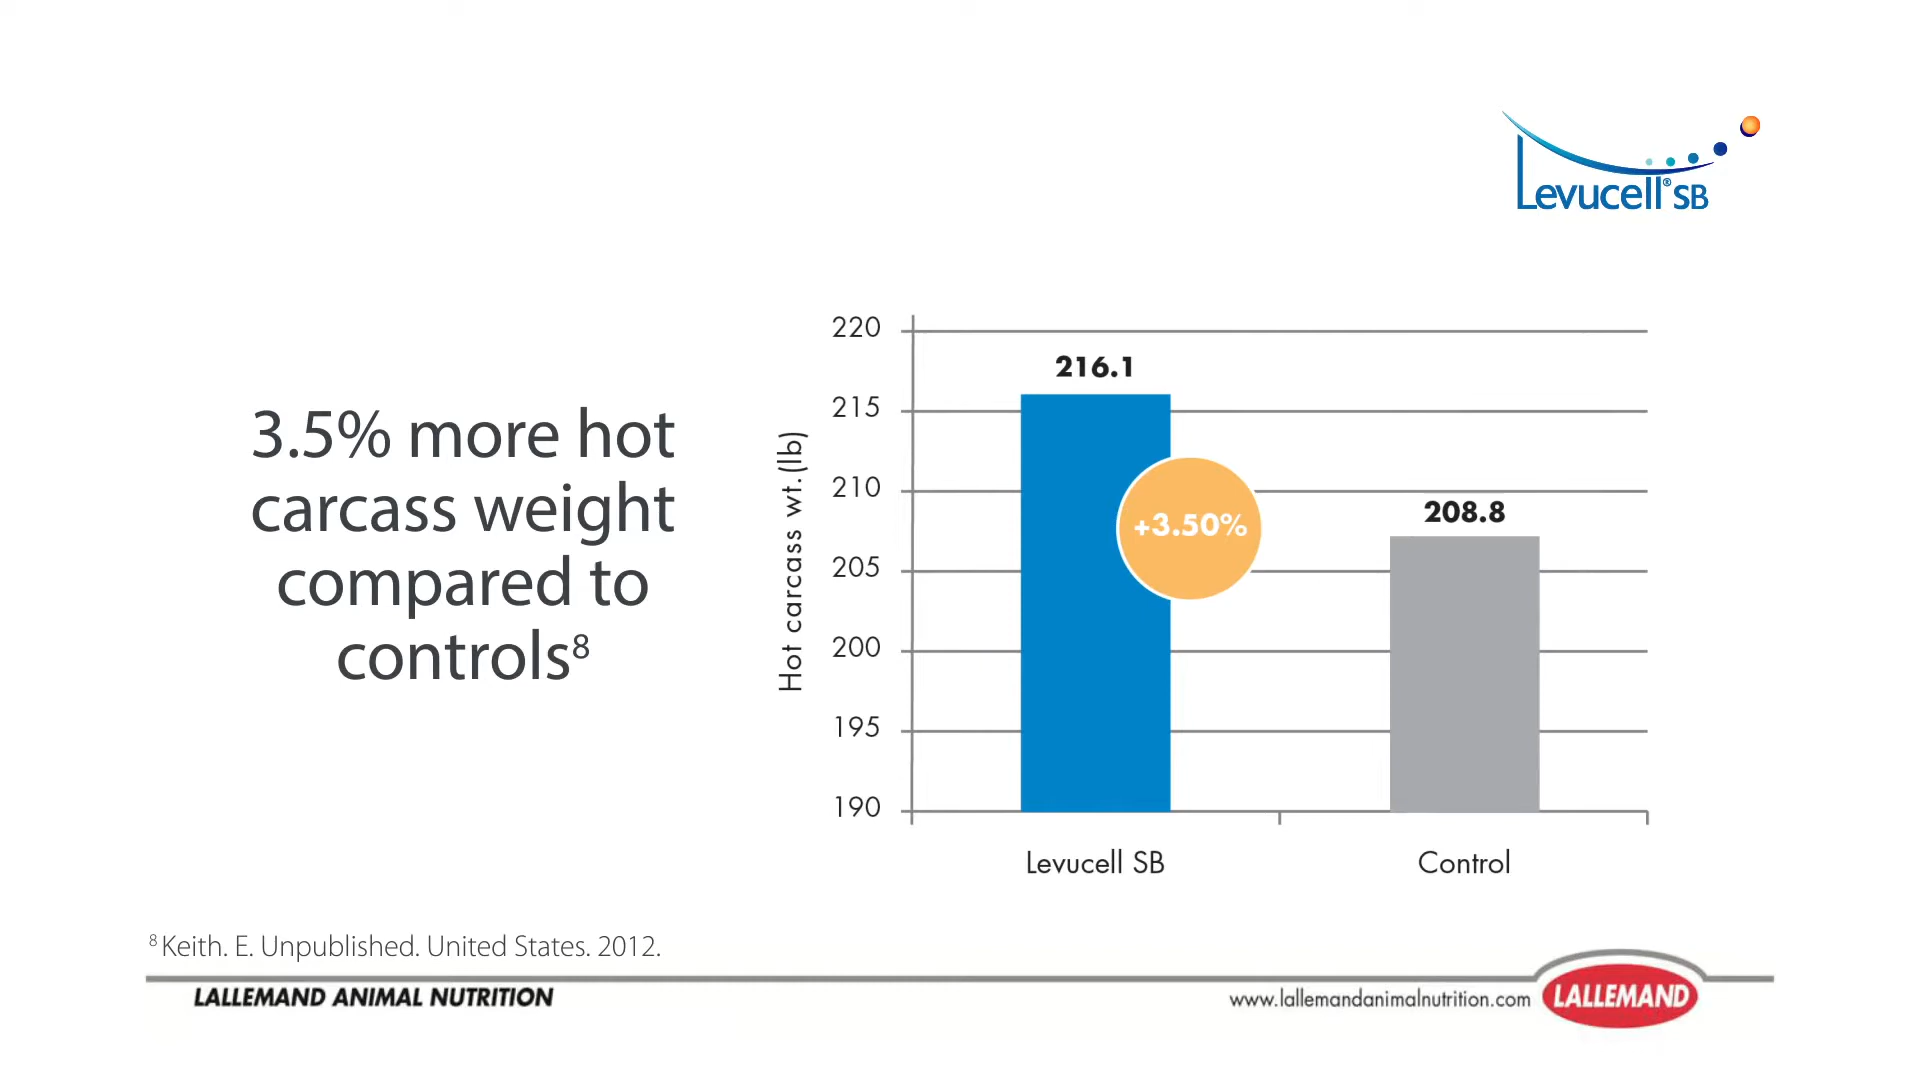 Levucell® SB
3.5% more hot
carcass weight
compared to
controls⁸
Hot carcass wt.(lb)
220
215
210
205
200
195
190
216.1
+3.50%
208.8
Levucell SB
Control
⁸ Keith. E. Unpublished. United States. 2012.
LALLEMAND ANIMAL NUTRITION
www.lallemandanimalnutrition.com
LALLEMAND